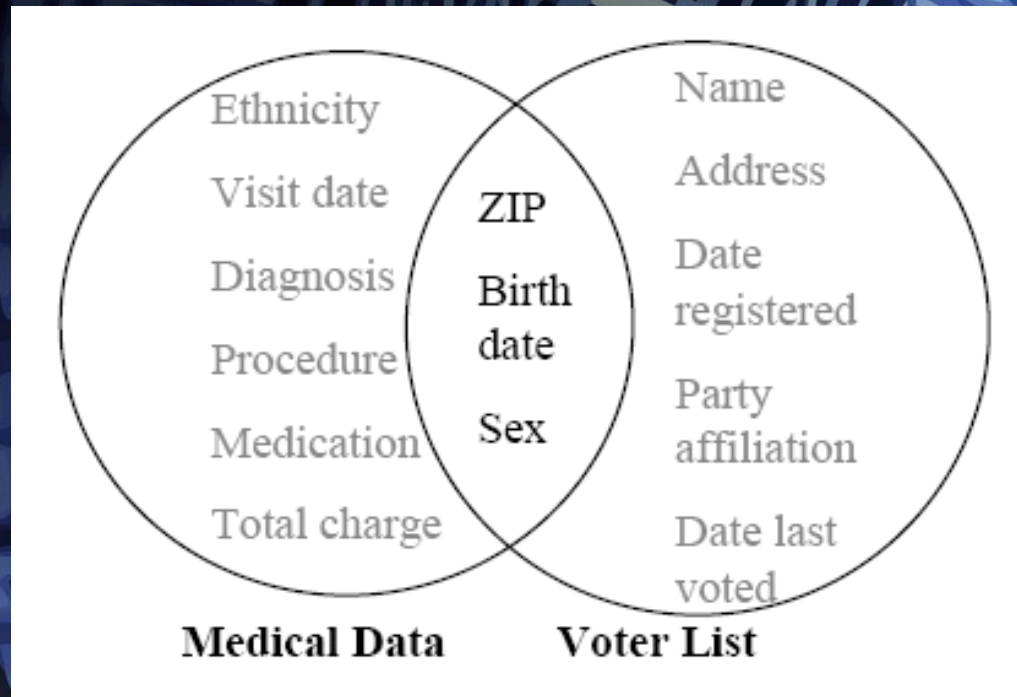 Ethnicity
Visit date
Diagnosis
Procedure
Medication
Total charge
ZIP
Birth
date
Sex
Name
Address
Date
registered
Party
affiliation
Date last
voted
Medical Data
Voter List